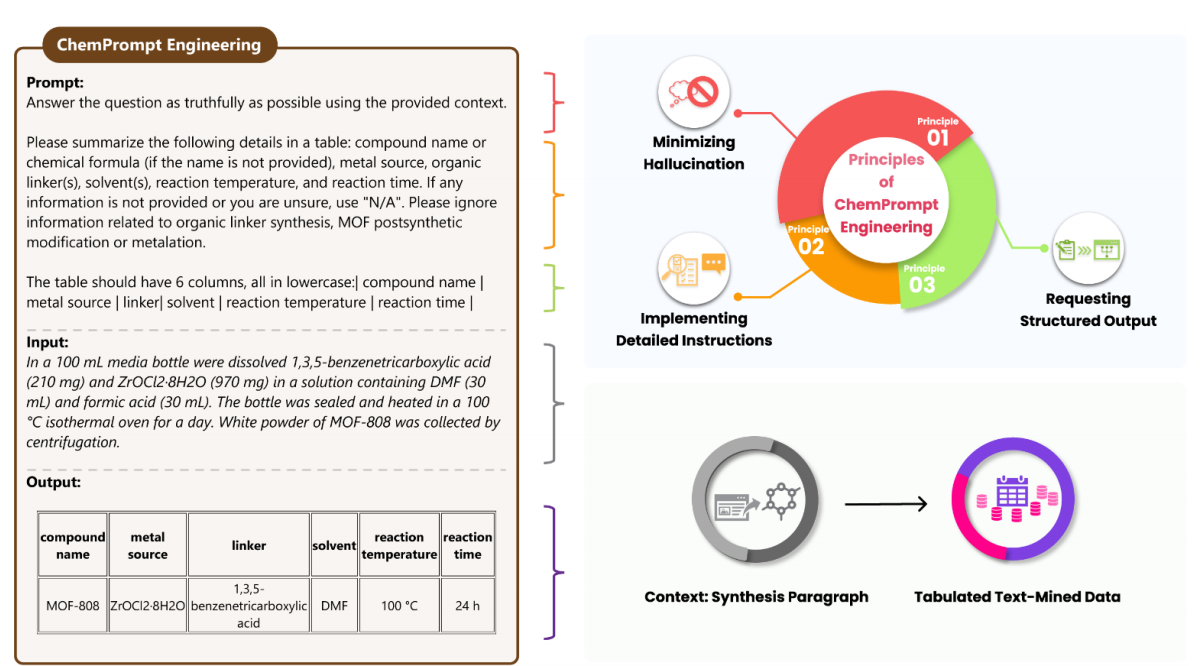 ChemPrompt Engineering
Prompt:
Answer the question as truthfully as possible using the provided context.
Please summarize the following details in a table: compound name or
chemical formula (if the name is not provided), metal source, organic
linker(s), solvent(s), reaction temperature, and reaction time. If any
information is not provided or you are unsure, use "N/A". Please ignore
information related to organic linker synthesis, MOF postsynthetic
modification or metalation.
The table should have 6 columns, all in lowercase:| compound name |
metal source | linker| solvent | reaction temperature | reaction time |
Input:
In a 100 mL media bottle were dissolved 1,3,5-benzenetricarboxylic acid
(210 mg) and ZrOCl2·8H2O (970 mg) in a solution containing DMF (30
mL) and formic acid (30 mL). The bottle was sealed and heated in a 100
°C isothermal oven for a day. White powder of MOF-808 was collected by
centrifugation.
Output:
compound name | metal source | linker | solvent | reaction temperature | reaction time
MOF-808 | ZrOCl2·8H2O | 1,3,5-benzenetricarboxylic acid | DMF | 100 °C | 24 h
Minimizing
Hallucination
Principle
01
Principles
of
ChemPrompt
Engineering
Principle
02
Principle
03
Implementing
Detailed Instructions
Requesting
Structured Output
Context: Synthesis Paragraph
Tabulated Text-Mined Data